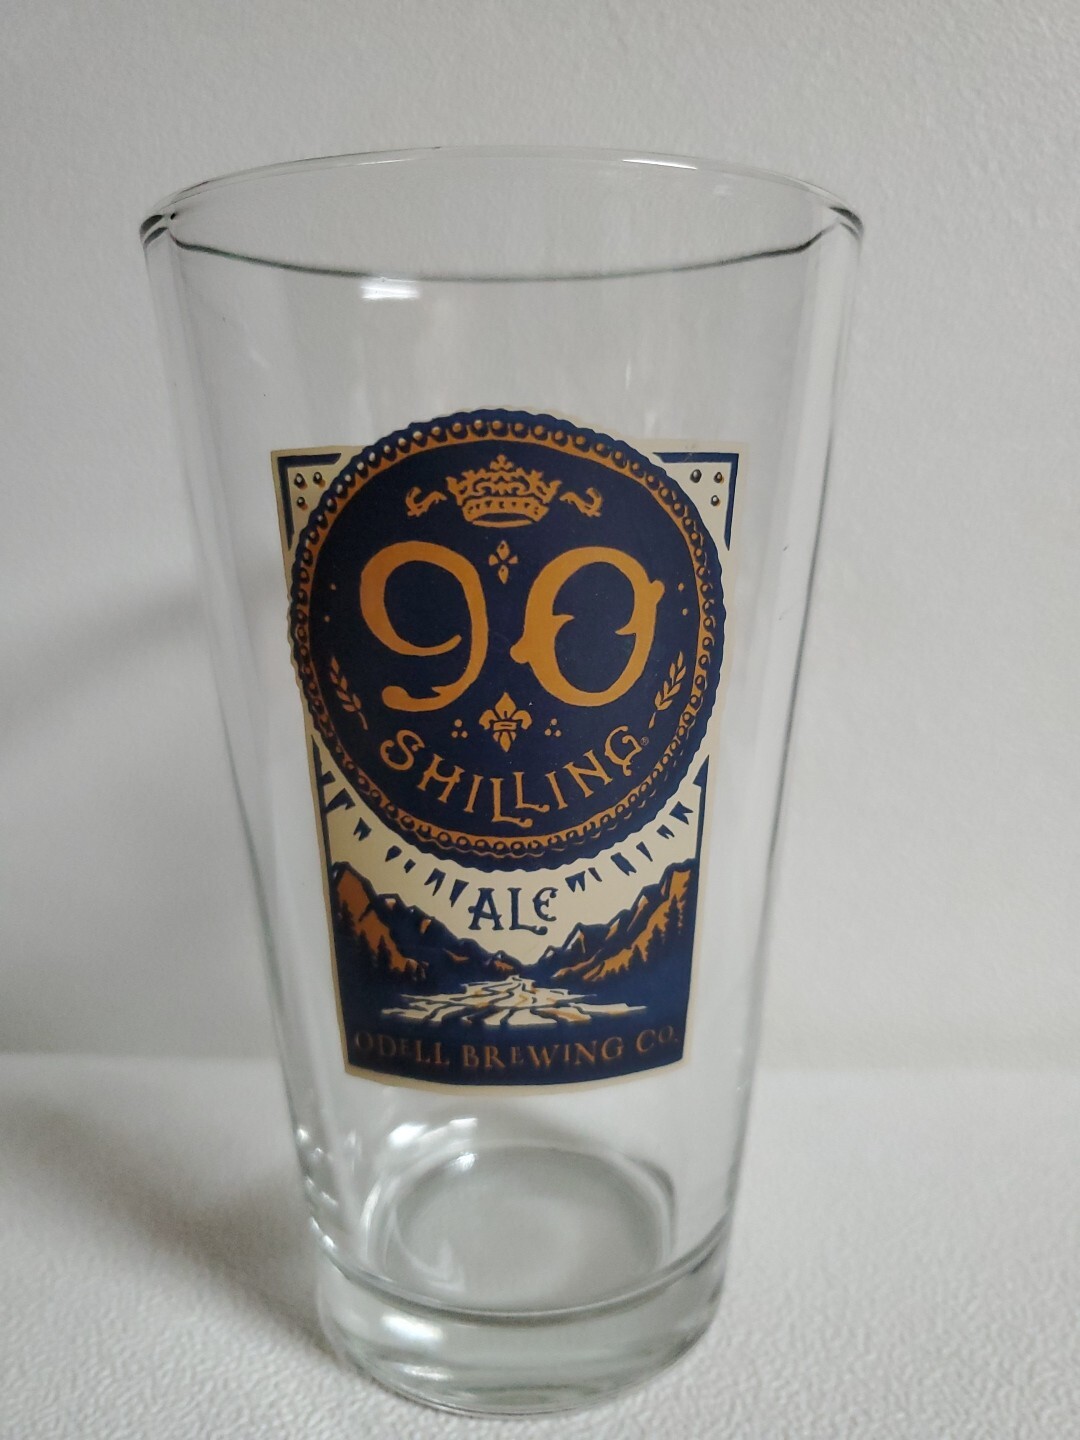 90
SHILLING®
ALE
ODELL BREWING CO.